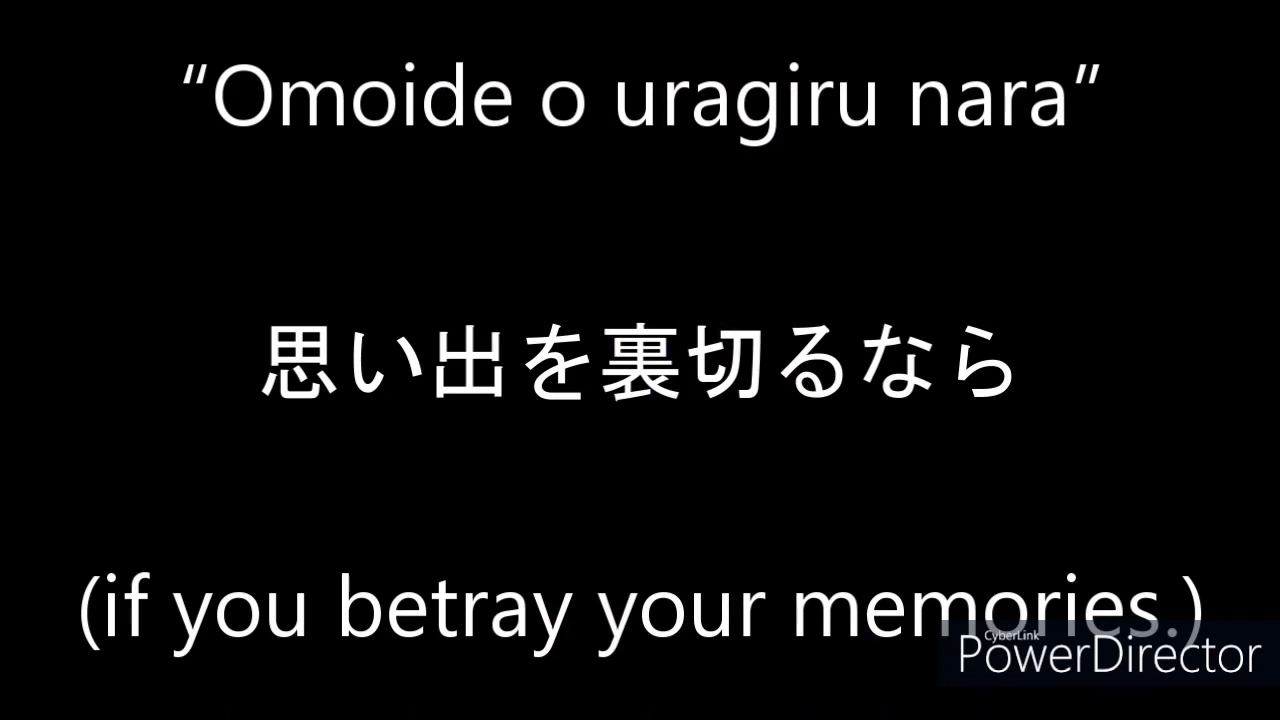 “Omoide o uragiru nara”
思い出を裏切るなら
(if you betray your memories.)
CyberLink
PowerDirector